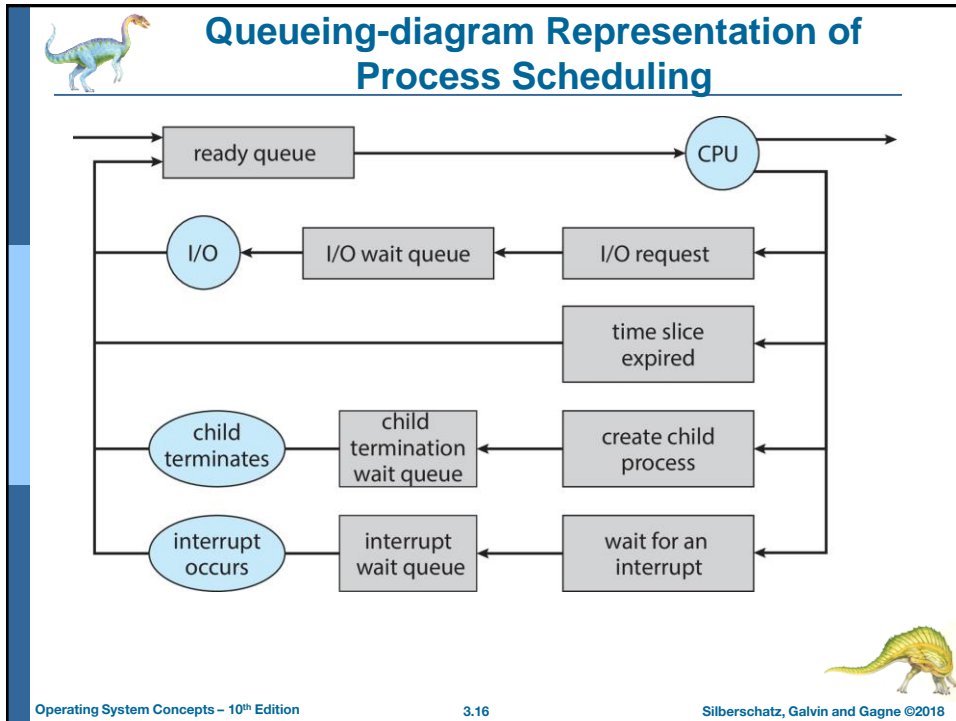 Queueing-diagram Representation of
Process Scheduling
ready queue
CPU
I/O
I/O wait queue
I/O request
time slice
expired
child
terminates
child
termination
wait queue
create child
process
interrupt
occurs
interrupt
wait queue
wait for an
interrupt
Operating System Concepts – 10th Edition
3.16
Silberschatz, Galvin and Gagne ©2018